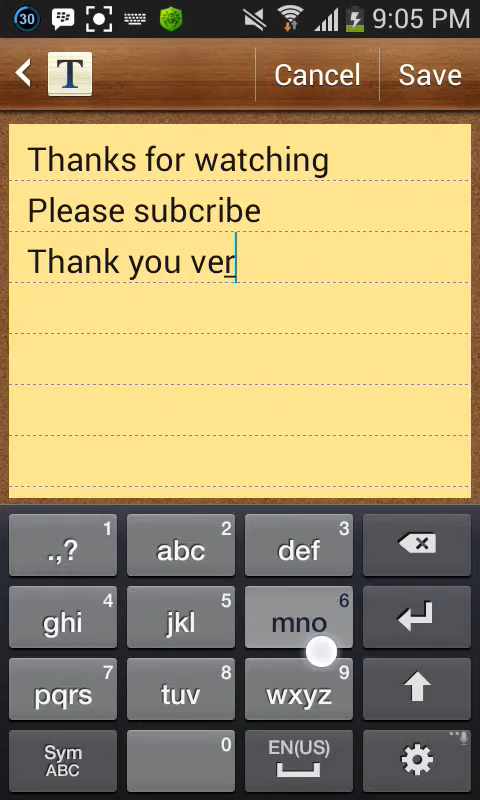 30 9:05 PM
T Cancel Save
Thanks for watching
Please subcribe
Thank you ver
.,? 1 abc 2 def 3
ghi 4 jkl 5 mno 6
pqrs 7 tuv 8 wxyz 9
Sym ABC 0 EN(US)